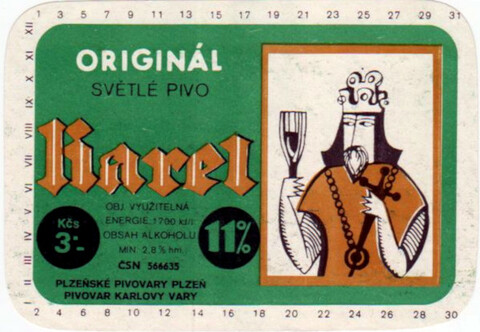 1 3 5 7 9 11 13 15 17 19 21 23 25 27 29 31
I II III IV V VI VII VIII IX X XI XII
ORIGINÁL
SVĚTLÉ PIVO
Karel
OBJ. VYUŽITELNÁ
ENERGIE 1700 kJ/l
OBSAH ALKOHOLU
MIN. 2,8% hm.
Kčs
3·-
11%
ČSN 566635
PLZEŇSKÉ PIVOVARY PLZEŇ
PIVOVAR KARLOVY VARY
2 4 6 8 10 12 14 16 18 20 22 24 26 28 30